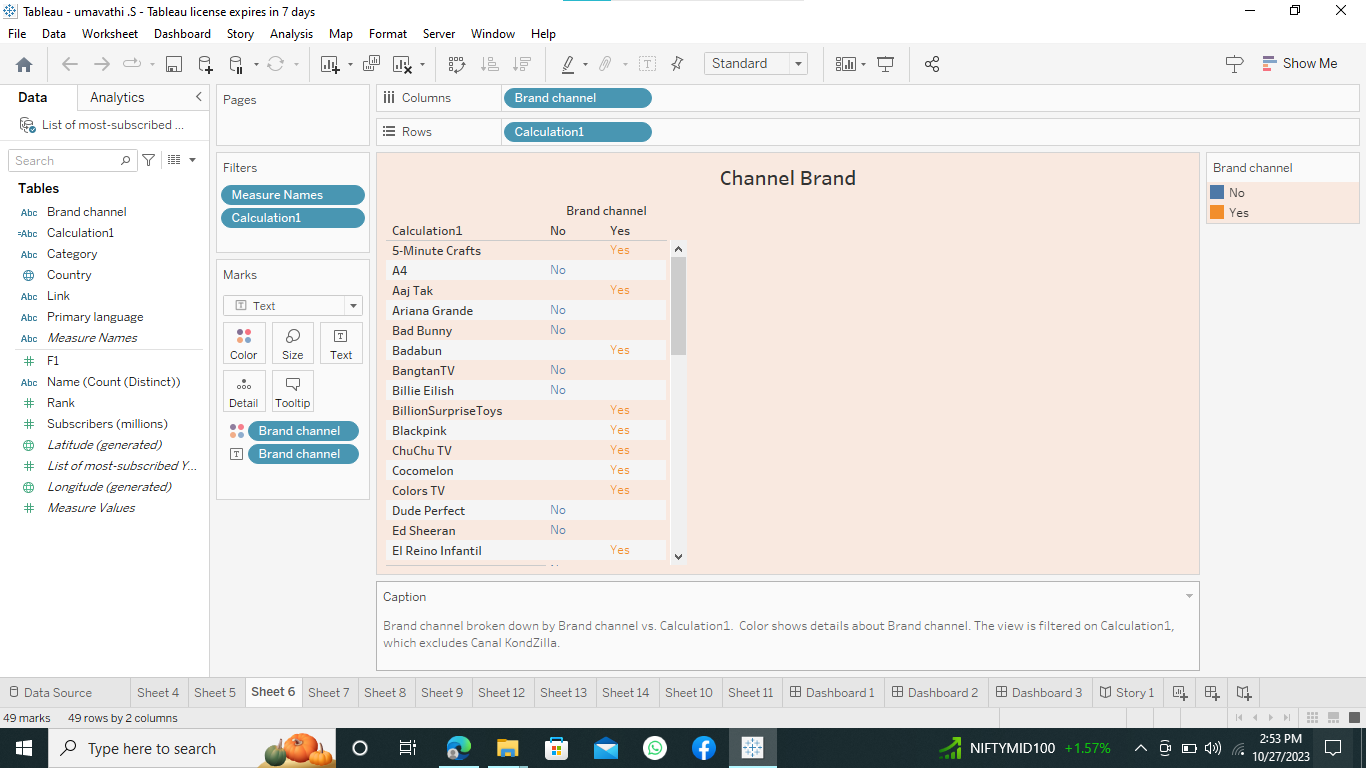 Tableau - umavathi .S - Tableau license expires in 7 days
File Data Worksheet Dashboard Story Analysis Map Format Server Window Help
Standard
Show Me
Data Analytics
List of most-subscribed ...
Search
Tables
Abc Brand channel
=Abc Calculation1
Abc Category
Country
Abc Link
Abc Primary language
Abc Measure Names
# F1
Abc Name (Count (Distinct))
# Rank
# Subscribers (millions)
Latitude (generated)
# List of most-subscribed Y...
Longitude (generated)
# Measure Values
Pages
Filters
Measure Names
Calculation1
Marks
T Text
Color Size Text
Detail Tooltip
Brand channel
Brand channel
Columns Brand channel
Rows Calculation1
Channel Brand
Brand channel
Calculation1 No Yes
5-Minute Crafts Yes
A4 No
Aaj Tak Yes
Ariana Grande No
Bad Bunny No
Badabun Yes
BangtanTV No
Billie Eilish No
BillionSurpriseToys Yes
Blackpink Yes
ChuChu TV Yes
Cocomelon Yes
Colors TV Yes
Dude Perfect No
Ed Sheeran No
El Reino Infantil Yes
Caption
Brand channel broken down by Brand channel vs. Calculation1. Color shows details about Brand channel. The view is filtered on Calculation1,
which excludes Canal KondZilla.
Brand channel
No
Yes
Data Source Sheet 4 Sheet 5 Sheet 6 Sheet 7 Sheet 8 Sheet 9 Sheet 12 Sheet 13 Sheet 14 Sheet 10 Sheet 11 Dashboard 1 Dashboard 2 Dashboard 3 Story 1
49 marks 49 rows by 2 columns
Type here to search
NIFTYMID100 +1.57%
2:53 PM
10/27/2023